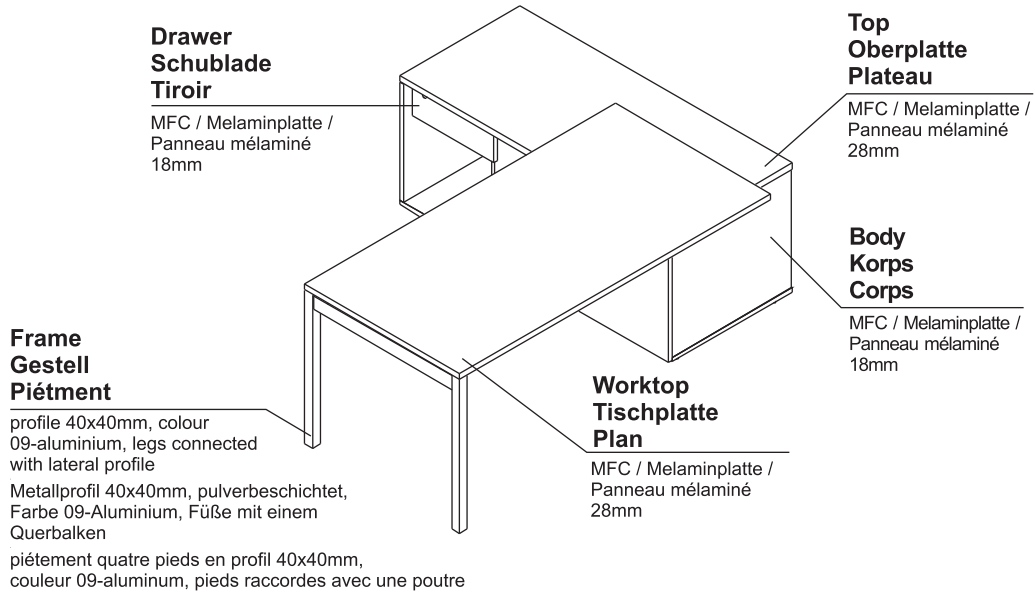 Drawer
Schublade
Tiroir
MFC / Melaminplatte /
Panneau mélaminé
18mm
Top
Oberplatte
Plateau
MFC / Melaminplatte /
Panneau mélaminé
28mm
Body
Korps
Corps
MFC / Melaminplatte /
Panneau mélaminé
18mm
Frame
Gestell
Piétment
profile 40x40mm, colour
09-aluminium, legs connected
with lateral profile
Metallprofil 40x40mm, pulverbeschichtet,
Farbe 09-Aluminium, Füße mit einem
Querbalken
piétement quatre pieds en profil 40x40mm,
couleur 09-aluminum, pieds raccordes avec une poutre
Worktop
Tischplatte
Plan
MFC / Melaminplatte /
Panneau mélaminé
28mm